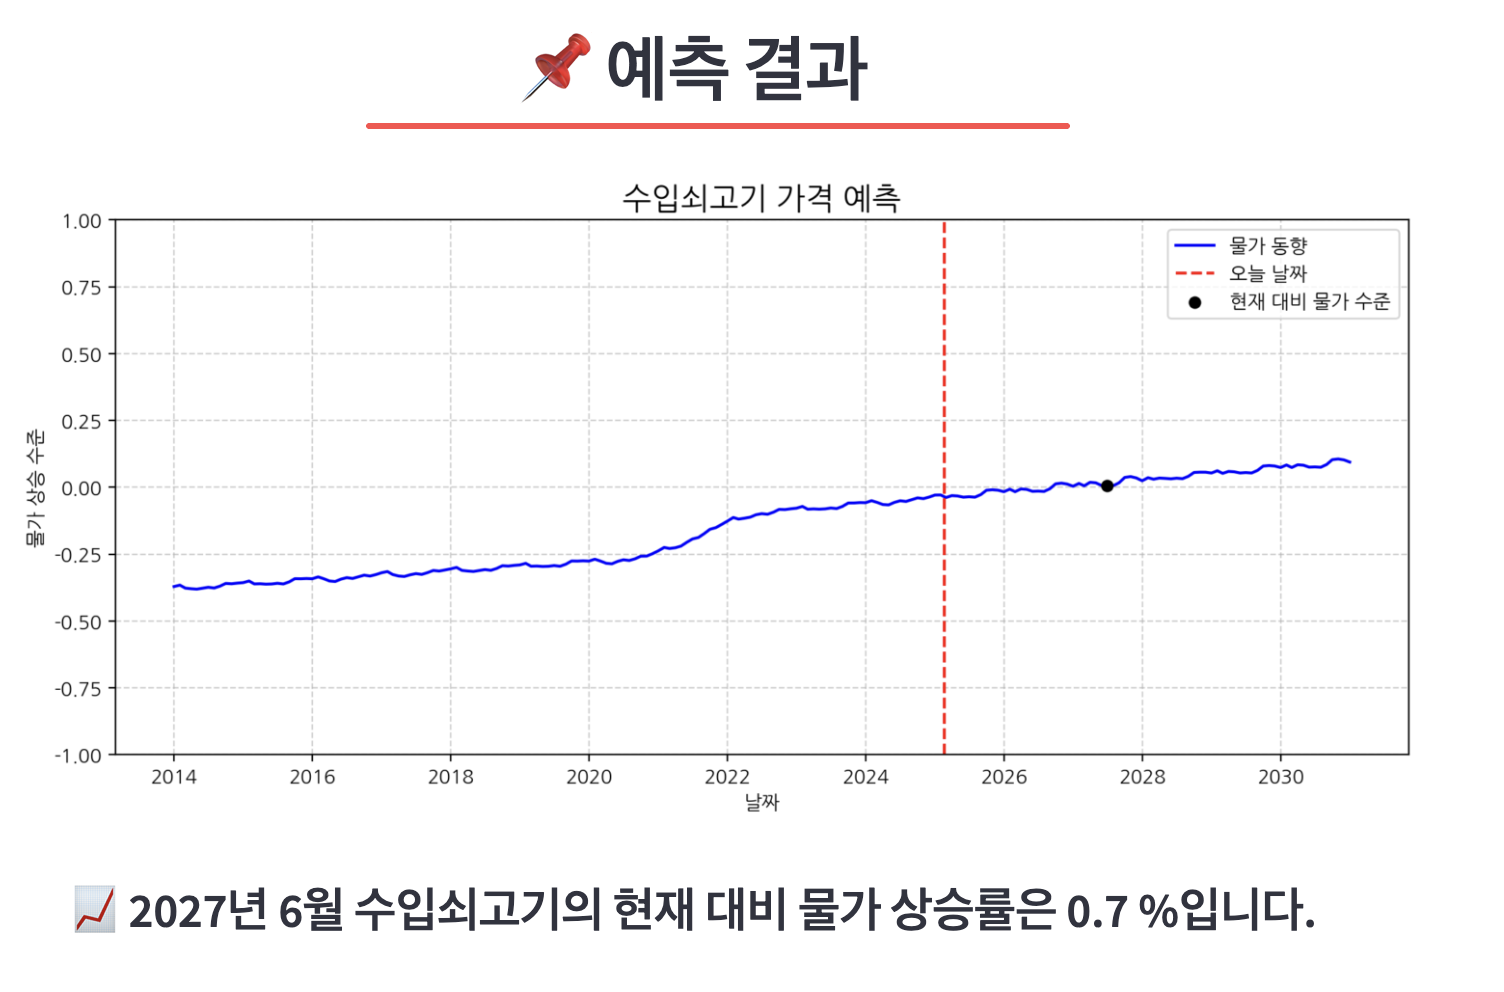 📌 예측 결과
수입쇠고기 가격 예측
물가 동향
오늘 날짜
현재 대비 물가 수준
물가 상승 수준
1.00
0.75
0.50
0.25
0.00
-0.25
-0.50
-0.75
-1.00
2014 2016 2018 2020 2022 2024 2026 2028 2030
날짜
📈 2027년 6월 수입쇠고기의 현재 대비 물가 상승률은 0.7 %입니다.